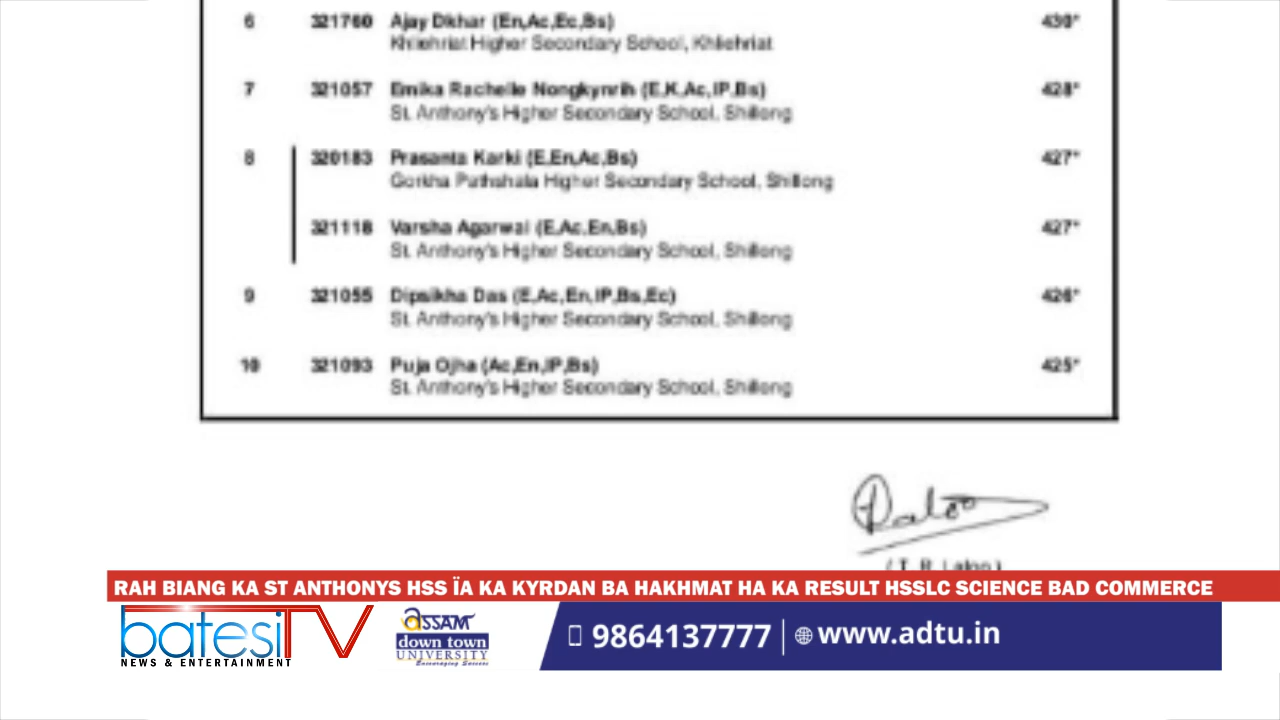 6 321760 Ajay Dkhar (En,Ac,Ec,Bs) 430*
Khliehriat Higher Secondary School, Khliehriat
7 321057 Emika Rachelle Nongkynrih (E,K,Ac,IP,Bs) 428*
St. Anthony's Higher Secondary School, Shillong
8 320183 Prasanta Karki (E,En,Ac,Bs) 427*
Gorkha Pathshala Higher Secondary School, Shillong
321118 Varsha Agarwal (E,Ac,En,Bs) 427*
St. Anthony's Higher Secondary School, Shillong
9 321055 Dipsikha Das (E,Ac,En,IP,Bs,Ec) 426*
St. Anthony's Higher Secondary School, Shillong
10 321093 Puja Ojha (Ac,En,IP,Bs) 425*
St. Anthony's Higher Secondary School, Shillong
(T. R. Laloo)
RAH BIANG KA ST ANTHONYS HSS ÏA KA KYRDAN BA HAKHMAT HA KA RESULT HSSLC SCIENCE BAD COMMERCE
batesi TV
NEWS & ENTERTAINMENT
ASSAM
down town
UNIVERSITY
Encouraging Success
9864137777
www.adtu.in